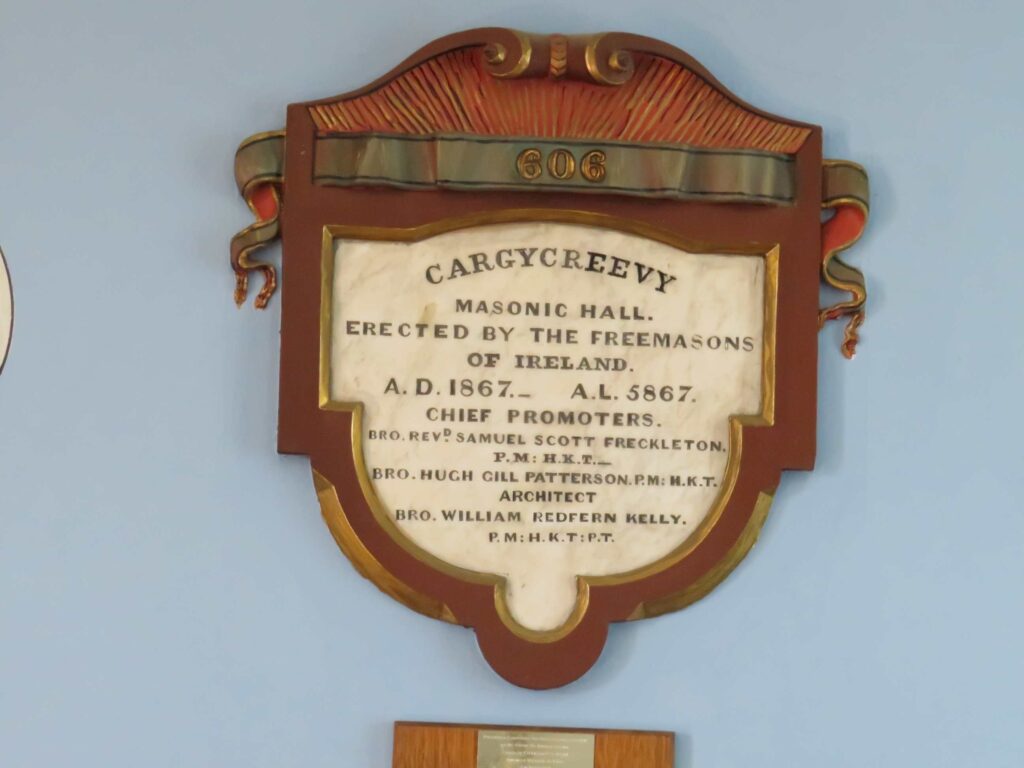 606
CARGYCREEVY
MASONIC HALL.
ERECTED BY THE FREEMASONS
OF IRELAND.
A.D. 1867.- A.L. 5867.
CHIEF PROMOTERS.
BRO. REVD SAMUEL SCOTT FRECKLETON.
P.M: H.K.T.-
BRO. HUGH GILL PATTERSON. P.M: H.K.T.
ARCHITECT
BRO. WILLIAM REDFERN KELLY.
P.M: H.K.T: P.T.